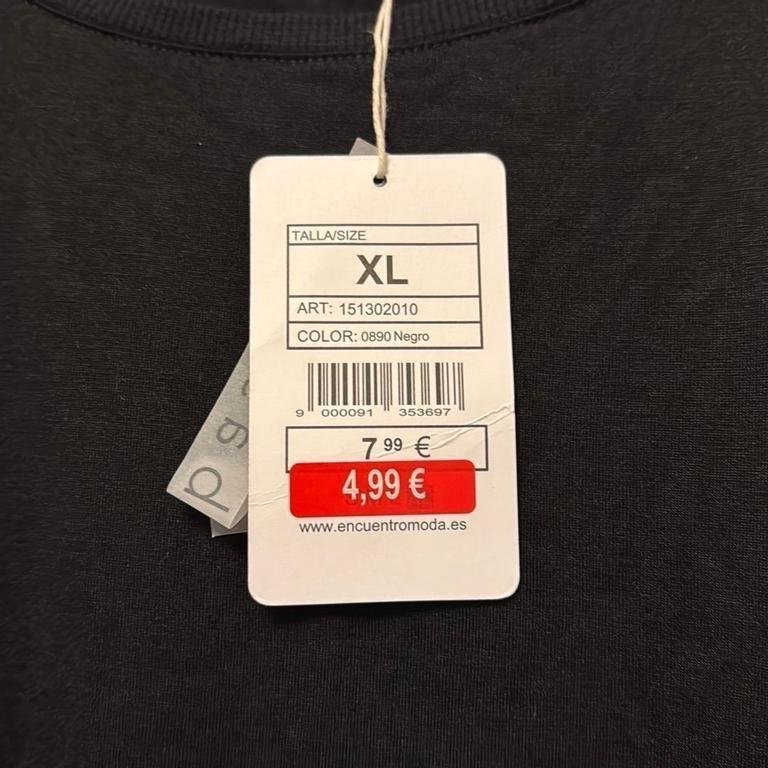 TALLA/SIZE
XL
ART: 151302010
COLOR: 0890 Negro
9 000091 353697
7 99 €
4,99 €
www.encuentromoda.es